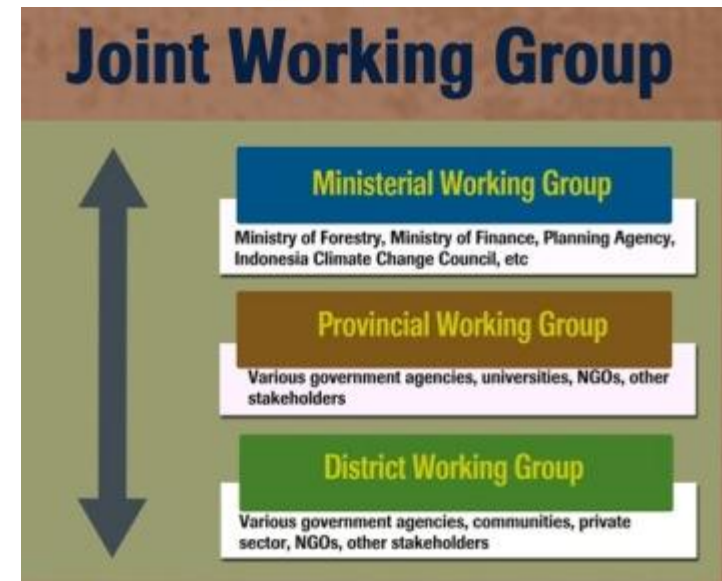 Joint Working Group
Ministerial Working Group
Ministry of Forestry, Ministry of Finance, Planning Agency,
Indonesia Climate Change Council, etc
Provincial Working Group
Various government agencies, universities, NGOs, other
stakeholders
District Working Group
Various government agencies, communities, private
sector, NGOs, other stakeholders